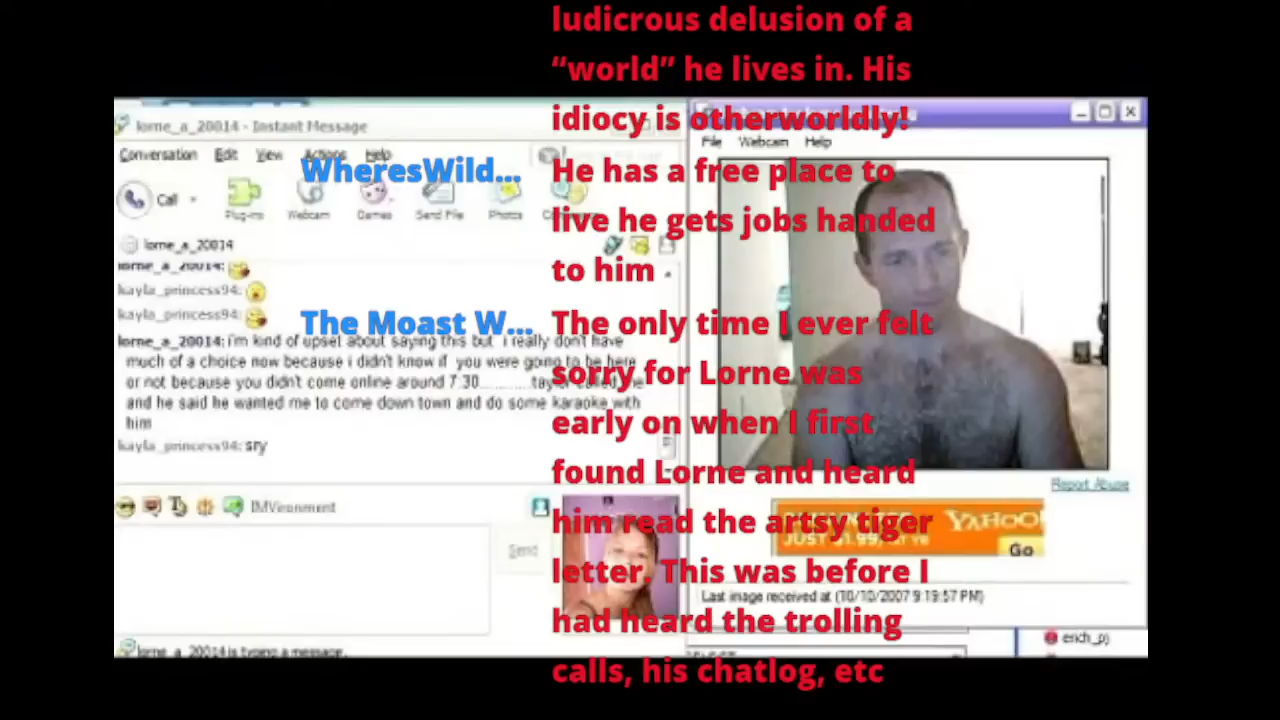 ludicrous delusion of a
“world” he lives in. His
idiocy is otherworldly!
WheresWild... He has a free place to
live he gets jobs handed
to him
The Moast W... The only time I ever felt
sorry for Lorne was
early on when I first
found Lorne and heard
him read the artsy tiger
letter. This was before I
had heard the trolling
calls, his chatlog, etc
lorne_a_20014 - Instant Message
Conversation Edit View Actions Help
Call
Plug-ins Webcam Games Send File Photos
lorne_a_20014
lorne_a_20014:
kayla_princess94:
kayla_princess94:
lorne_a_20014: i'm kind of upset about saying this but i really don't have
much of a choice now because i didn't know if you were going to be here
or not because you didn't come online around 7:30
and he said he wanted me to come down town and do some karaoke with
him
kayla_princess94: sry
IMVironment
Send
lorne_a_20014 is typing a message.
File Webcam Help
Report Abuse
JUST $1.99/
YAHOO!
Go
Last image received at (10/10/2007 9:19:57 PM)
erich_pj